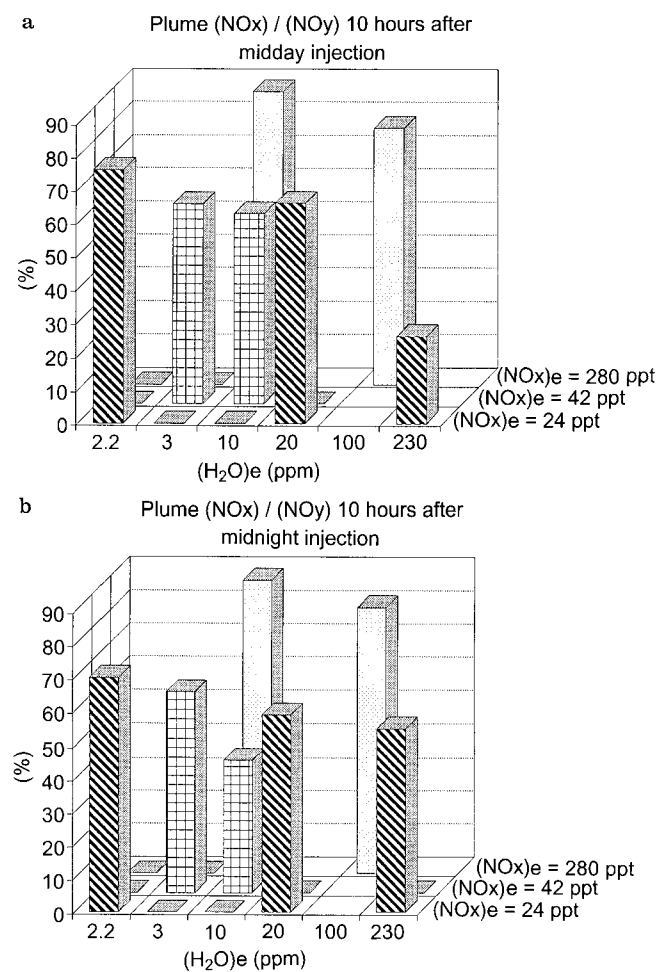 a
Plume (NOx) / (NOy) 10 hours after
midday injection
90
80
70
60
50
40
30
20
10
0
(%)
(NOx)e = 280 ppt
(NOx)e = 42 ppt
(NOx)e = 24 ppt
2.2 3 10 20 100 230
(H₂O)e (ppm)
b
Plume (NOx) / (NOy) 10 hours after
midnight injection
90
80
70
60
50
40
30
20
10
0
(%)
(NOx)e = 280 ppt
(NOx)e = 42 ppt
(NOx)e = 24 ppt
2.2 3 10 20 100 230
(H₂O)e (ppm)